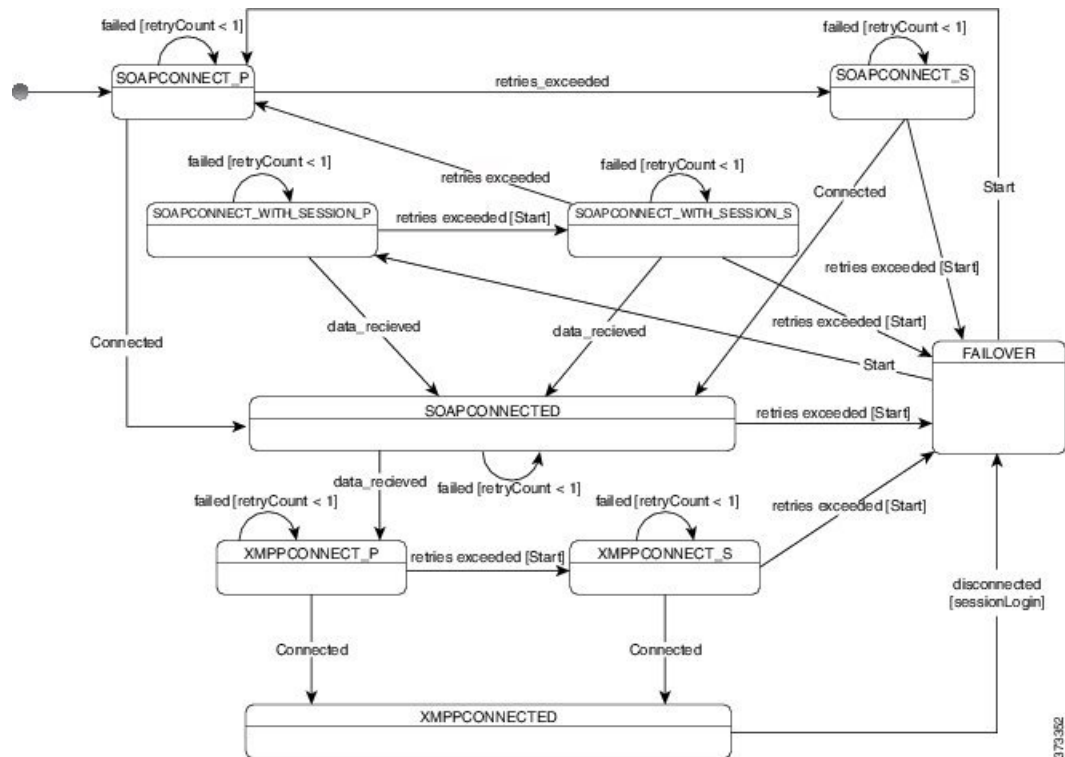 failed [retryCount < 1]
failed [retryCount < 1]
SOAPCONNECT_P
SOAPCONNECT_S
retries_exceeded
failed [retryCount < 1]
failed [retryCount < 1]
retries exceeded
Connected
Start
SOAPCONNECT_WITH_SESSION_P
retries exceeded [Start]
SOAPCONNECT_WITH_SESSION_S
retries exceeded [Start]
retries exceeded [Start]
data_recieved
data_recieved
Connected
Start
FAILOVER
SOAPCONNECTED
retries exceeded [Start]
data_recieved
failed [retryCount < 1]
failed [retryCount < 1]
failed [retryCount < 1]
retries exceeded [Start]
XMPPCONNECT_P
retries exceeded [Start]
XMPPCONNECT_S
disconnected
[sessionLogin]
Connected
Connected
XMPPCONNECTED
373352